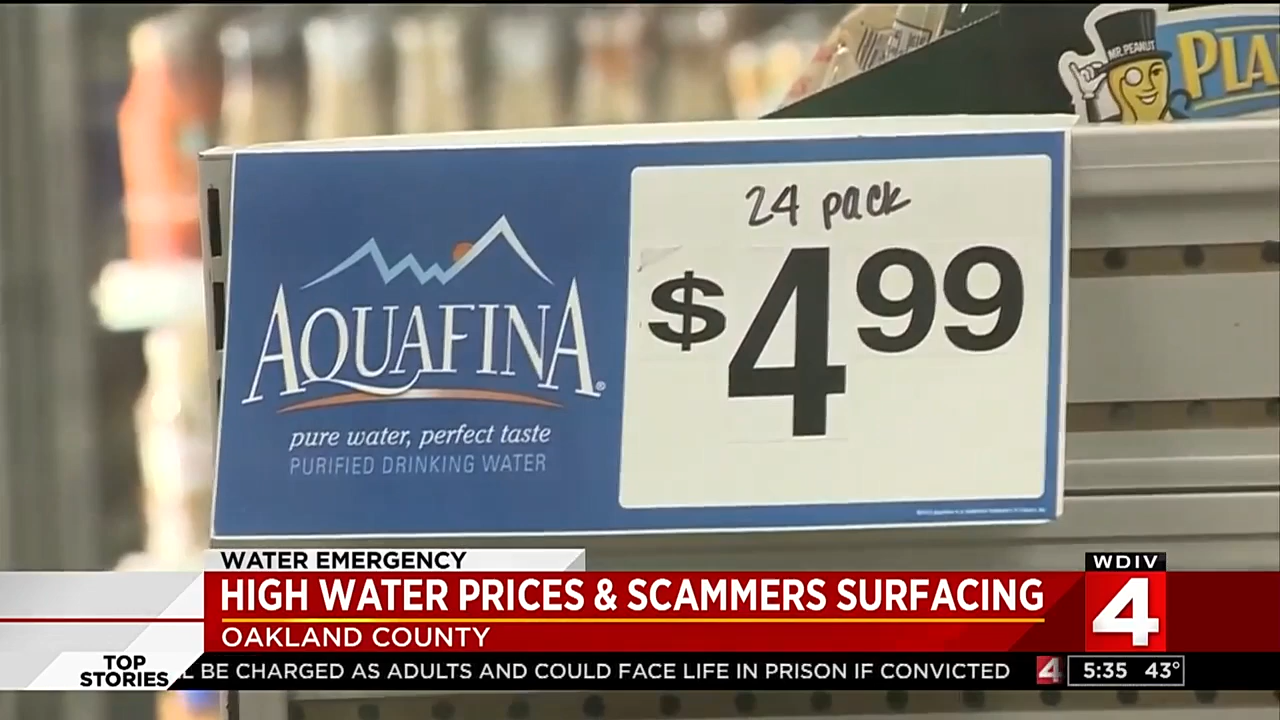 MR. PEANUT
PLA
24 pack
$4.99
AQUAFINA®
pure water, perfect taste
PURIFIED DRINKING WATER
WATER EMERGENCY
HIGH WATER PRICES & SCAMMERS SURFACING
OAKLAND COUNTY
WDIV
4
TOP
STORIES
L BE CHARGED AS ADULTS AND COULD FACE LIFE IN PRISON IF CONVICTED
4
5:35 43°